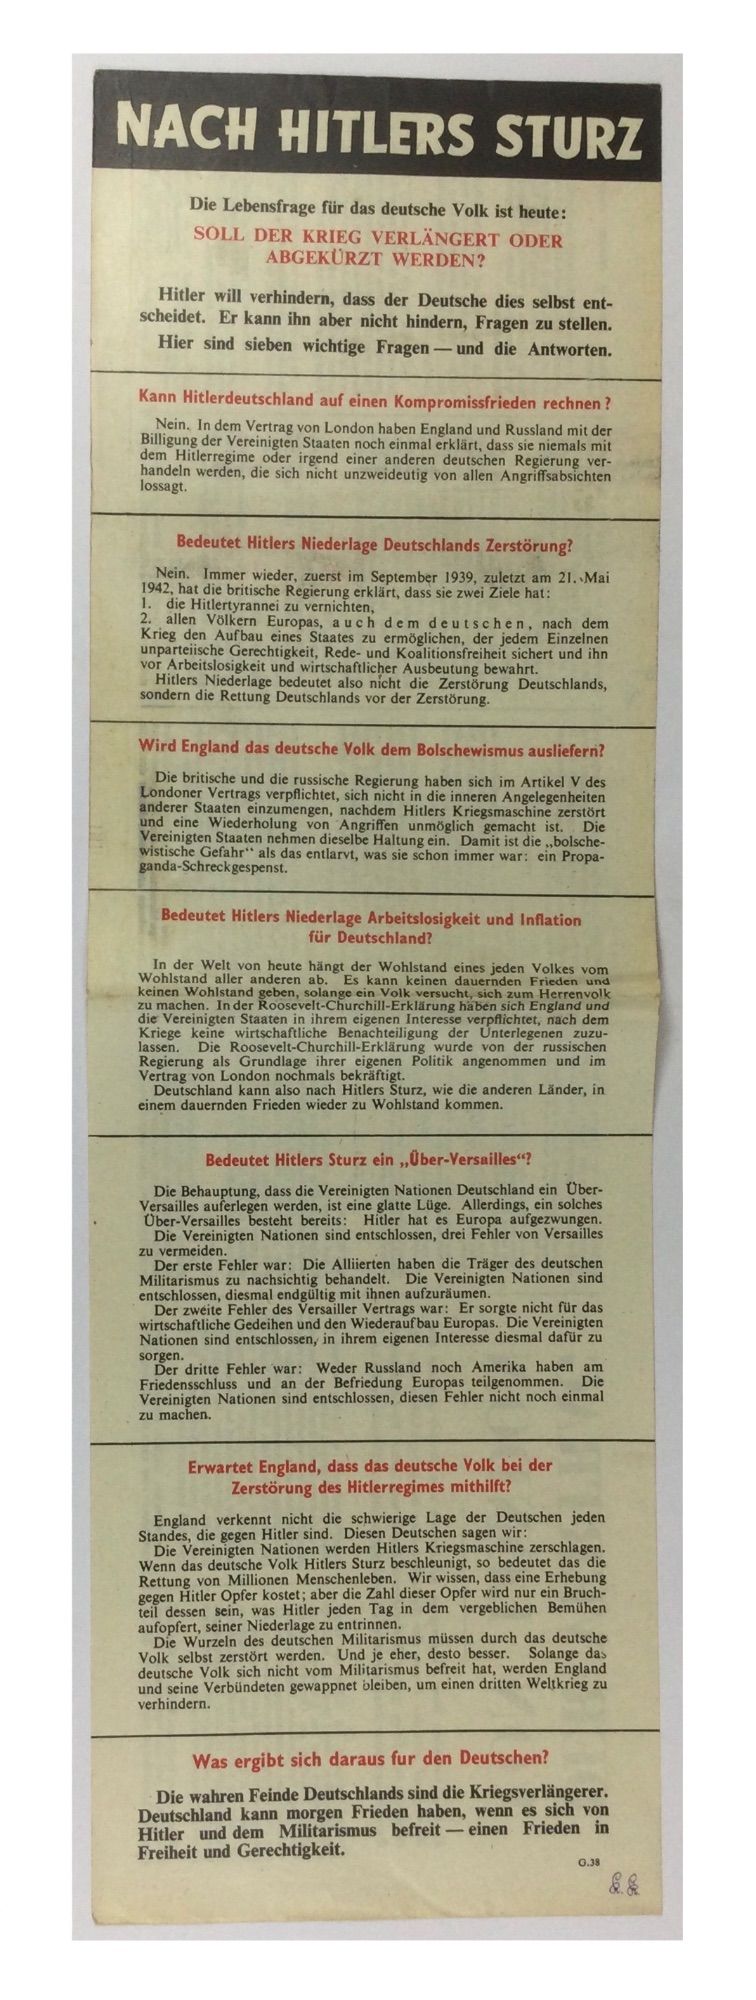 NACH HITLERS STURZ
Die Lebensfrage für das deutsche Volk ist heute:
SOLL DER KRIEG VERLÄNGERT ODER
ABGEKÜRZT WERDEN?
Hitler will verhindern, dass der Deutsche dies selbst ent-
scheidet. Er kann ihn aber nicht hindern, Fragen zu stellen.
Hier sind sieben wichtige Fragen — und die Antworten.
Kann Hitlerdeutschland auf einen Kompromissfrieden rechnen?
Nein. In dem Vertrag von London haben England und Russland mit der
Billigung der Vereinigten Staaten noch einmal erklärt, dass sie niemals mit
dem Hitlerregime oder irgend einer anderen deutschen Regierung ver-
handeln werden, die sich nicht unzweideutig von allen Angriffsabsichten
lossagt.
Bedeutet Hitlers Niederlage Deutschlands Zerstörung?
Nein. Immer wieder, zuerst im September 1939, zuletzt am 21. Mai
1942, hat die britische Regierung erklärt, dass sie zwei Ziele hat:
1. die Hitlertyrannei zu vernichten,
2. allen Völkern Europas, auch dem deutschen, nach dem
Krieg den Aufbau eines Staates zu ermöglichen, der jedem Einzelnen
unparteiische Gerechtigkeit, Rede- und Koalitionsfreiheit sichert und ihn
vor Arbeitslosigkeit und wirtschaftlicher Ausbeutung bewahrt.
Hitlers Niederlage bedeutet also nicht die Zerstörung Deutschlands,
sondern die Rettung Deutschlands vor der Zerstörung.
Wird England das deutsche Volk dem Bolschewismus ausliefern?
Die britische und die russische Regierung haben sich im Artikel V des
Londoner Vertrags verpflichtet, sich nicht in die inneren Angelegenheiten
anderer Staaten einzumengen, nachdem Hitlers Kriegsmaschine zerstört
und eine Wiederholung von Angriffen unmöglich gemacht ist. Die
Vereinigten Staaten nehmen dieselbe Haltung ein. Damit ist die „bolsche-
wistische Gefahr“ als das entlarvt, was sie schon immer war: ein Propa-
ganda-Schreckgespenst.
Bedeutet Hitlers Niederlage Arbeitslosigkeit und Inflation
für Deutschland?
In der Welt von heute hängt der Wohlstand eines jeden Volkes vom
Wohlstand aller anderen ab. Es kann keinen dauernden Frieden und
keinen Wohlstand geben, solange ein Volk versucht, sich zum Herrenvolk
zu machen. In der Roosevelt-Churchill-Erklärung haben sich England und
die Vereinigten Staaten in ihrem eigenen Interesse verpflichtet, nach dem
Kriege keine wirtschaftliche Benachteiligung der Unterlegenen zuzu-
lassen. Die Roosevelt-Churchill-Erklärung wurde von der russischen
Regierung als Grundlage ihrer eigenen Politik angenommen und im
Vertrag von London nochmals bekräftigt.
Deutschland kann also nach Hitlers Sturz, wie die anderen Länder, in
einem dauernden Frieden wieder zu Wohlstand kommen.
Bedeutet Hitlers Sturz ein „Über-Versailles“?
Die Behauptung, dass die Vereinigten Nationen Deutschland ein Über-
Versailles auferlegen werden, ist eine glatte Lüge. Allerdings, ein solches
Über-Versailles besteht bereits: Hitler hat es Europa aufgezwungen.
Die Vereinigten Nationen sind entschlossen, drei Fehler von Versailles
zu vermeiden.
Der erste Fehler war: Die Alliierten haben die Träger des deutschen
Militarismus zu nachsichtig behandelt. Die Vereinigten Nationen sind
entschlossen, diesmal endgültig mit ihnen aufzuräumen.
Der zweite Fehler des Versailler Vertrags war: Er sorgte nicht für das
wirtschaftliche Gedeihen und den Wiederaufbau Europas. Die Vereinigten
Nationen sind entschlossen, in ihrem eigenen Interesse diesmal dafür zu
sorgen.
Der dritte Fehler war: Weder Russland noch Amerika haben am
Friedensschluss und an der Befriedung Europas teilgenommen. Die
Vereinigten Nationen sind entschlossen, diesen Fehler nicht noch einmal
zu machen.
Erwartet England, dass das deutsche Volk bei der
Zerstörung des Hitlerregimes mithilft?
England verkennt nicht die schwierige Lage der Deutschen jeden
Standes, die gegen Hitler sind. Diesen Deutschen sagen wir:
Die Vereinigten Nationen werden Hitlers Kriegsmaschine zerschlagen.
Wenn das deutsche Volk Hitlers Sturz beschleunigt, so bedeutet das die
Rettung von Millionen Menschenleben. Wir wissen, dass eine Erhebung
gegen Hitler Opfer kostet; aber die Zahl dieser Opfer wird nur ein Bruch-
teil dessen sein, was Hitler jeden Tag in dem vergeblichen Bemühen
aufopfert, seiner Niederlage zu entrinnen.
Die Wurzeln des deutschen Militarismus müssen durch das deutsche
Volk selbst zerstört werden. Und je eher, desto besser. Solange das
deutsche Volk sich nicht vom Militarismus befreit hat, werden England
und seine Verbündeten gewappnet bleiben, um einen dritten Weltkrieg zu
verhindern.
Was ergibt sich daraus fur den Deutschen?
Die wahren Feinde Deutschlands sind die Kriegsverlängerer.
Deutschland kann morgen Frieden haben, wenn es sich von
Hitler und dem Militarismus befreit — einen Frieden in
Freiheit und Gerechtigkeit.
G.38